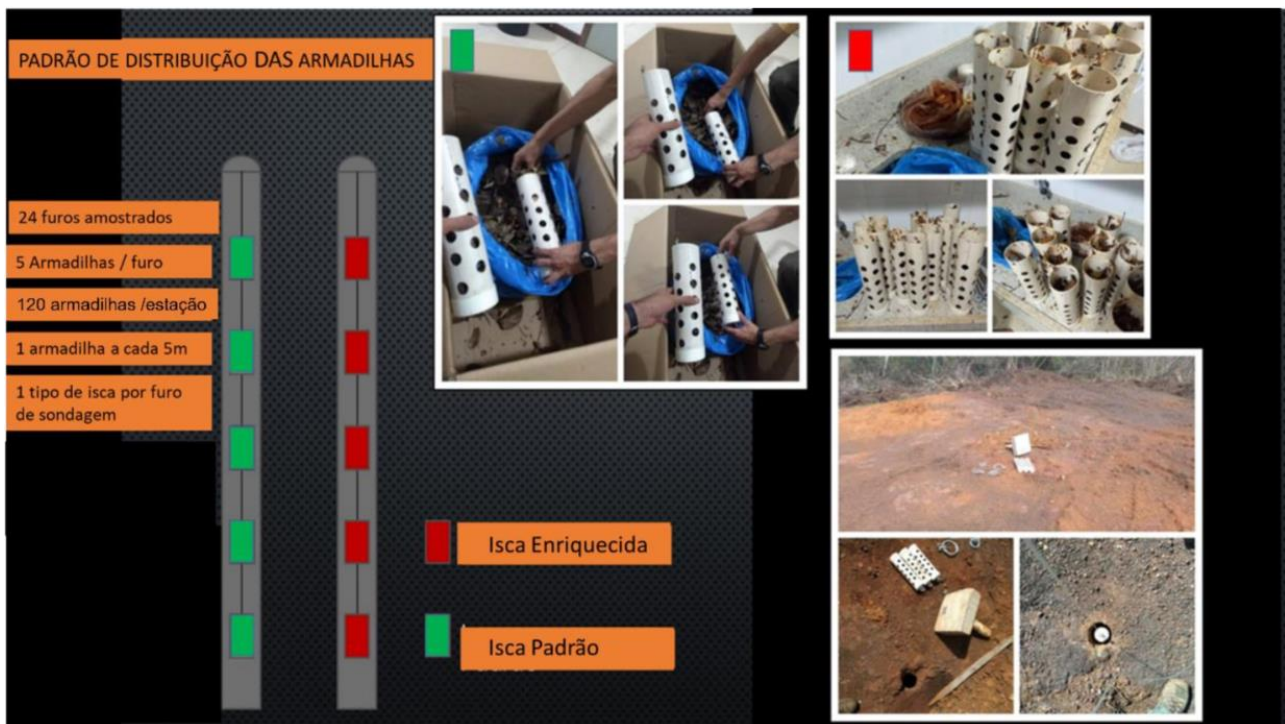 PADRÃO DE DISTRIBUIÇÃO DAS ARMADILHAS
24 furos amostrados
5 Armadilhas / furo
120 armadilhas /estação
1 armadilha a cada 5m
1 tipo de isca por furo
de sondagem
Isca Enriquecida
Isca Padrão